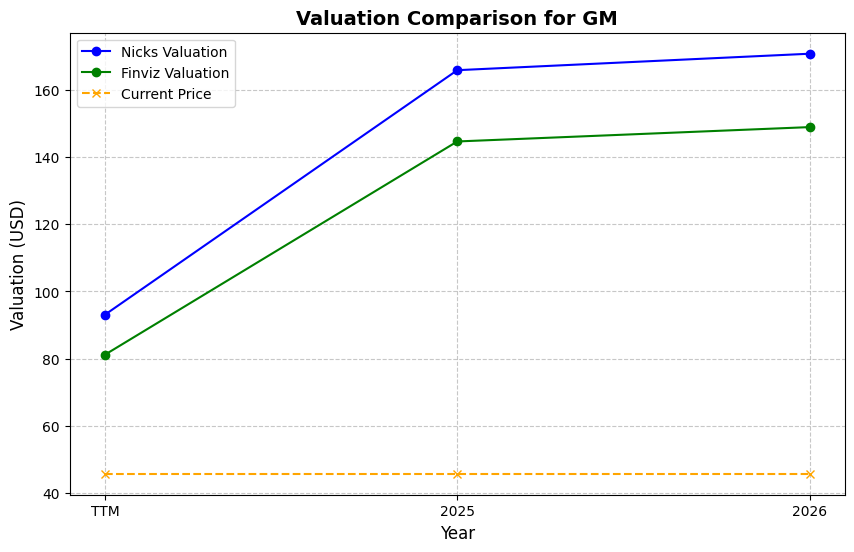 Valuation Comparison for GM
Nicks Valuation
Finviz Valuation
Current Price
Valuation (USD)
160
140
120
100
80
60
40
TTM
2025
2026
Year